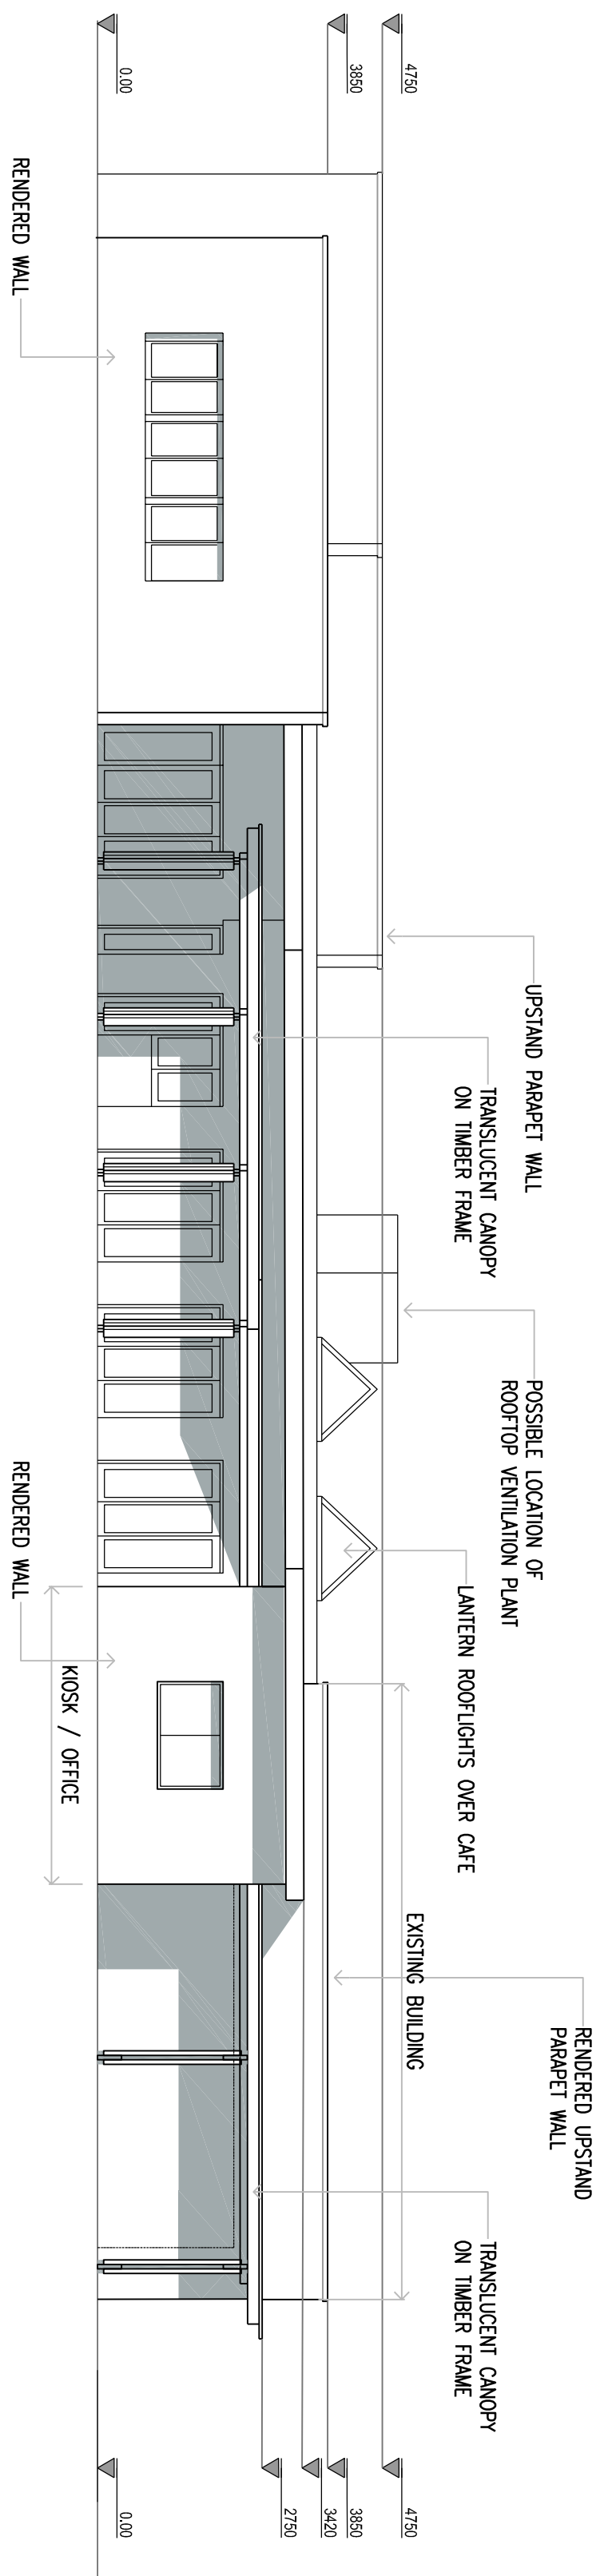 RENDERED UPSTAND
PARAPET WALL
UPSTAND PARAPET WALL
POSSIBLE LOCATION OF
ROOFTOP VENTILATION PLANT
TRANSLUCENT CANOPY
ON TIMBER FRAME
LANTERN ROOFLIGHTS OVER CAFE
TRANSLUCENT CANOPY
ON TIMBER FRAME
EXISTING BUILDING
4750
3850
0.00
4750
3850
3420
2750
0.00
KIOSK / OFFICE
RENDERED WALL
RENDERED WALL